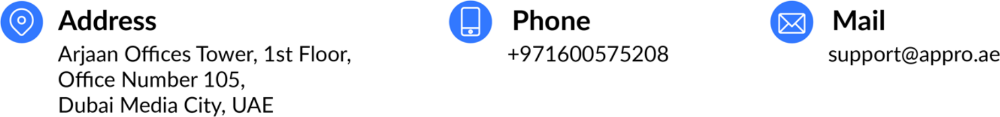 Address
Arjaan Offices Tower, 1st Floor,
Office Number 105,
Dubai Media City, UAE
Phone
+971600575208
Mail
support@appro.ae